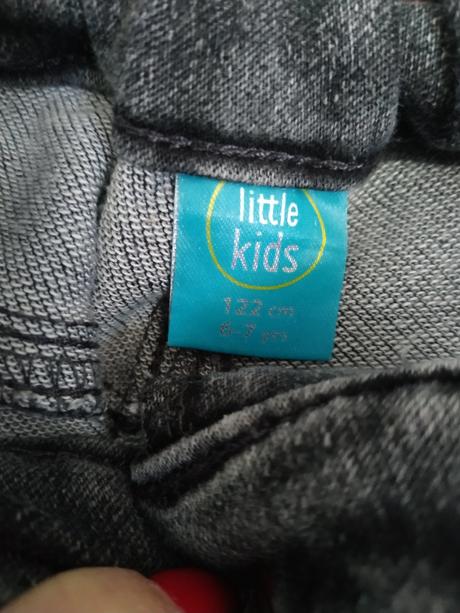 little
kids
122 cm
6-7 yrs